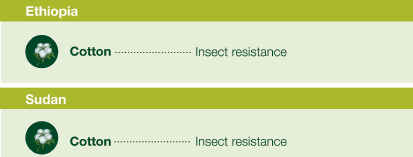 Ethiopia
Cotton ........................ Insect resistance
Sudan
Cotton ........................ Insect resistance